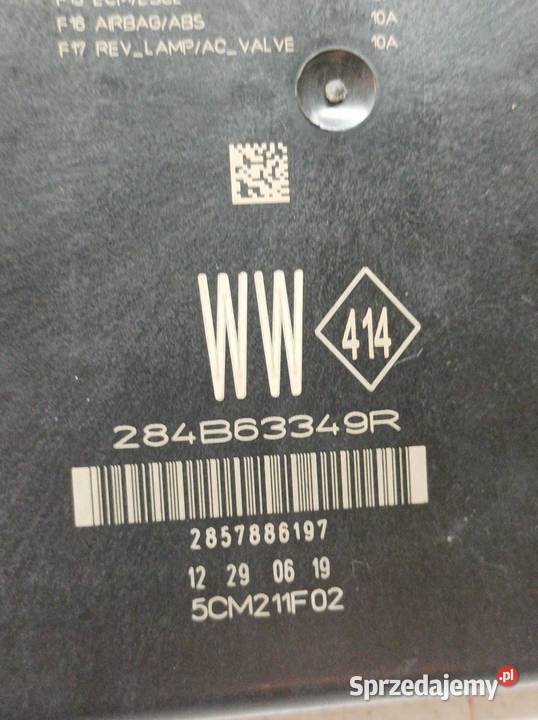 F16 AIRBAG/ABS 10A
F17 REV_LAMP/AC_VALVE 10A
WW 414
284B63349R
2857886197
12 29 06 19
5CM211F02
Sprzedajemy.pl